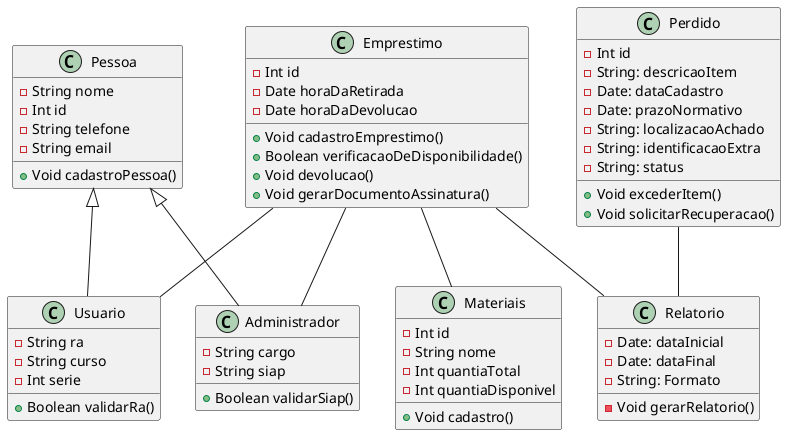 C Pessoa
String nome
Int id
String telefone
String email
Void cadastroPessoa()
C Emprestimo
Int id
Date horaDaRetirada
Date horaDaDevolucao
Void cadastroEmprestimo()
Boolean verificacaoDeDisponibilidade()
Void devolucao()
Void gerarDocumentoAssinatura()
C Perdido
Int id
String: descricaoItem
Date: dataCadastro
Date: prazoNormativo
String: localizacaoAchado
String: identificacaoExtra
String: status
Void excederItem()
Void solicitarRecuperacao()
C Usuario
String ra
String curso
Int serie
Boolean validarRa()
C Administrador
String cargo
String siap
Boolean validarSiap()
C Materiais
Int id
String nome
Int quantiaTotal
Int quantiaDisponivel
Void cadastro()
C Relatorio
Date: dataInicial
Date: dataFinal
String: Formato
Void gerarRelatorio()